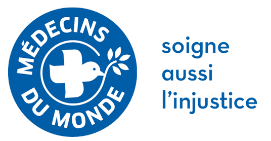 MÉDECINS
DU MONDE
soigne
aussi
l'injustice